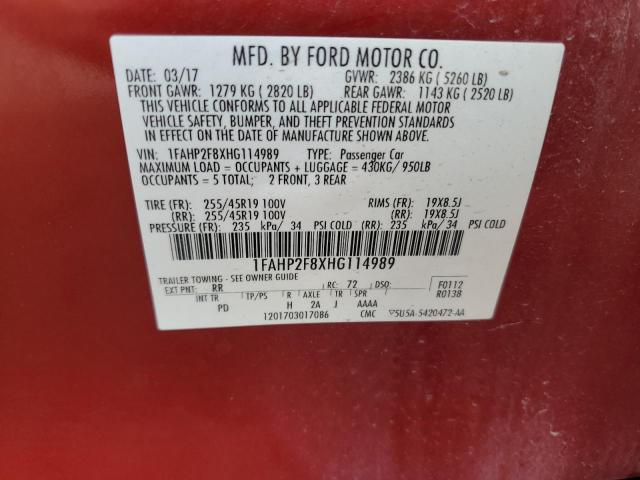 MFD. BY FORD MOTOR CO.
DATE: 03/17 GVWR: 2386 KG ( 5260 LB)
FRONT GAWR: 1279 KG ( 2820 LB) REAR GAWR: 1143 KG ( 2520 LB)
THIS VEHICLE CONFORMS TO ALL APPLICABLE FEDERAL MOTOR
VEHICLE SAFETY, BUMPER, AND THEFT PREVENTION STANDARDS
IN EFFECT ON THE DATE OF MANUFACTURE SHOWN ABOVE.
VIN: 1FAHP2F8XHG114989 TYPE: Passenger Car
MAXIMUM LOAD = OCCUPANTS + LUGGAGE = 430KG/ 950LB
OCCUPANTS = 5 TOTAL; 2 FRONT, 3 REAR
TIRE (FR): 255/45R19 100V RIMS (FR): 19X8.5J
(RR): 255/45R19 100V (RR): 19X8.5J
PRESSURE (FR): 235 kPa/ 34 PSI COLD (RR): 235 kPa/ 34 PSI COLD
1FAHP2F8XHG114989
TRAILER TOWING - SEE OWNER GUIDE
EXT PNT: RR RC: 72 DSO: F0112
INT TR TP/PS R AXLE TR SPR R0138
PD H 2A J AAAA
1201703017086 CMC 5U5A-5420472-AA